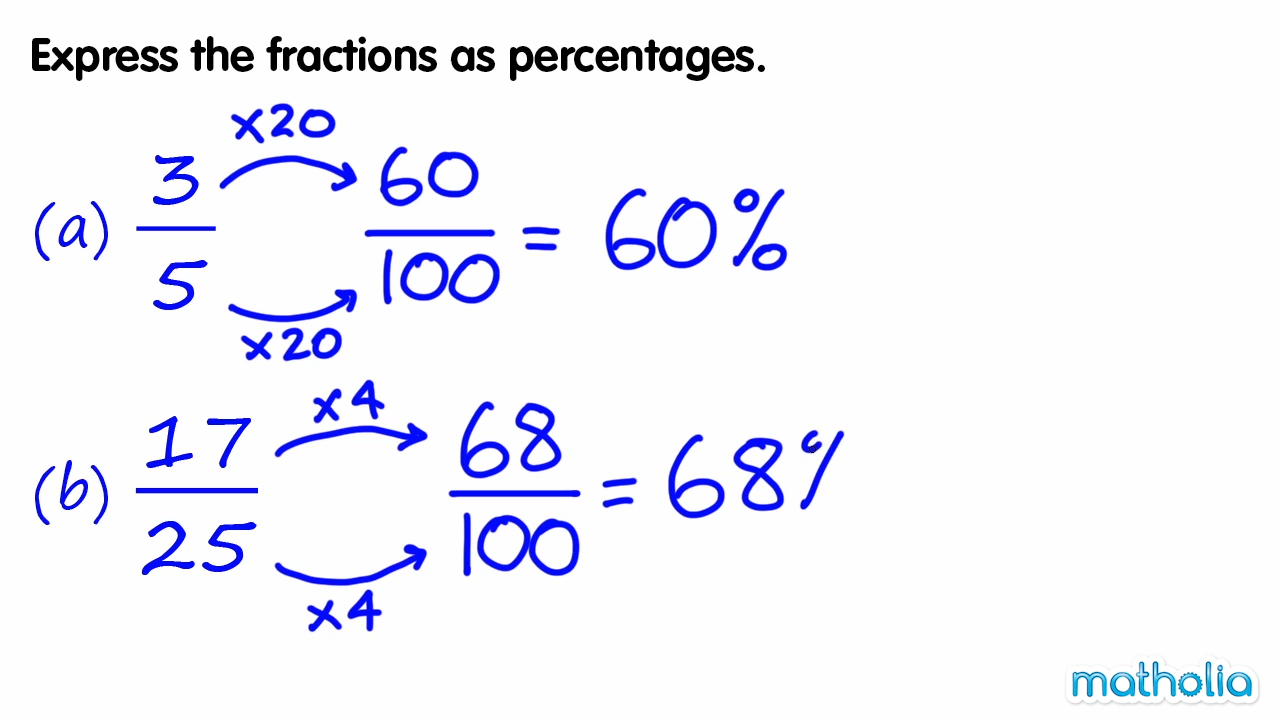 Express the fractions as percentages.
×20
(a) 3/5 60/100 = 60%
×20
×4
(b) 17/25 68/100 = 68%
×4
matholia